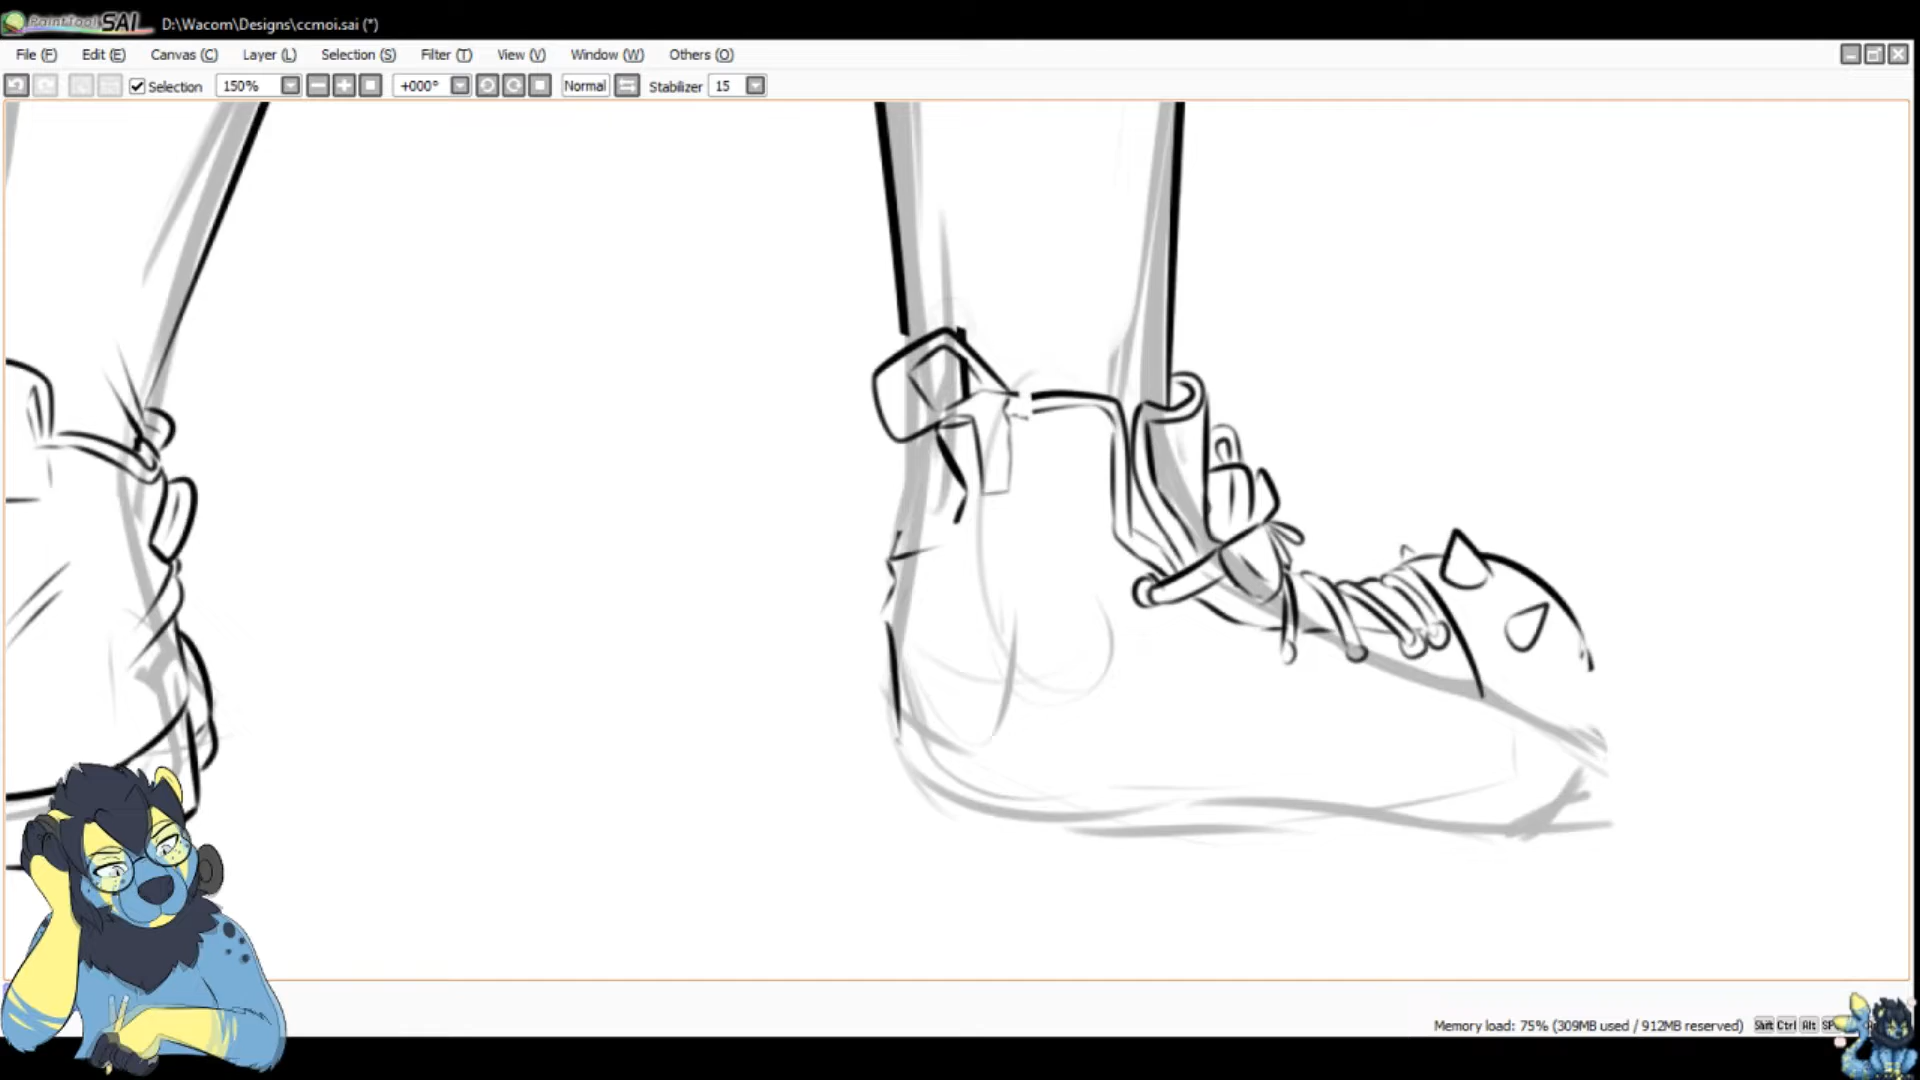 PaintTool SAI D:\Wacom\Designs\ccmoi.sai (*)
File (F) Edit (E) Canvas (C) Layer (L) Selection (S) Filter (T) View (V) Window (W) Others (O)
Selection 150% +000° Normal Stabilizer 15
Memory load: 75% (309MB used / 912MB reserved) Shft Ctrl Alt